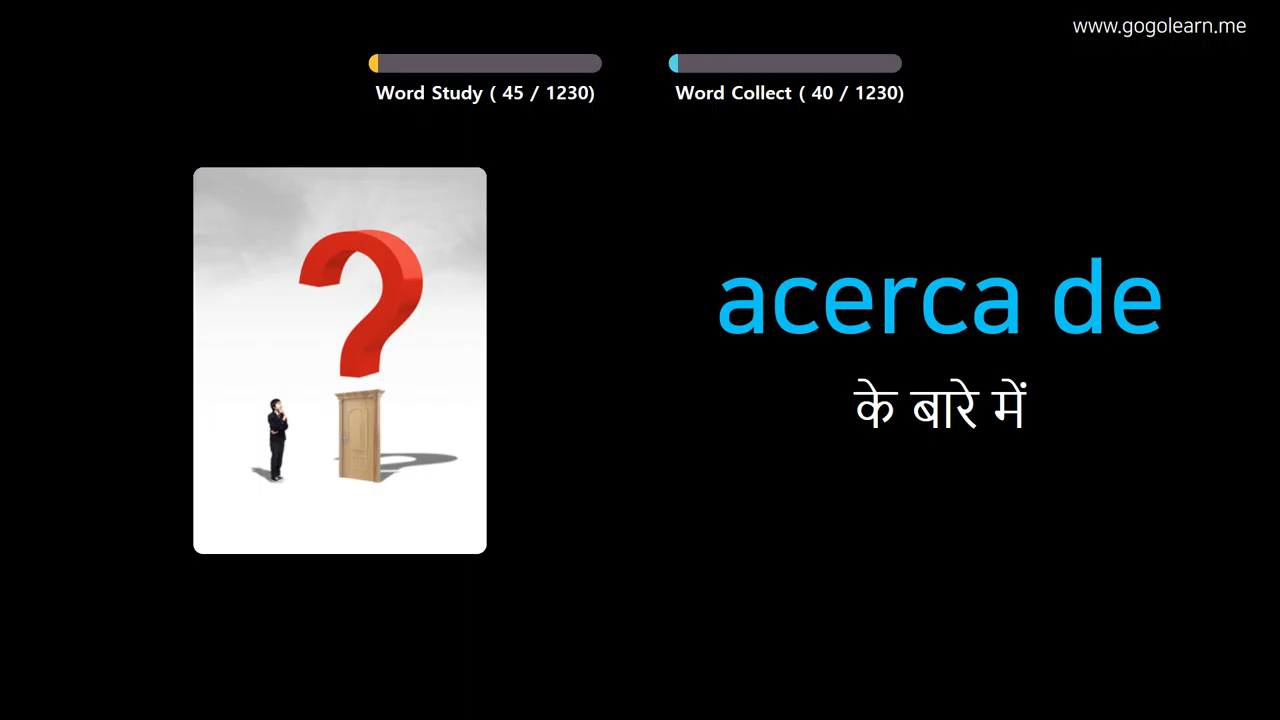 www.gogolearn.me
Word Study ( 45 / 1230)
Word Collect ( 40 / 1230)
acerca de
के बारे में